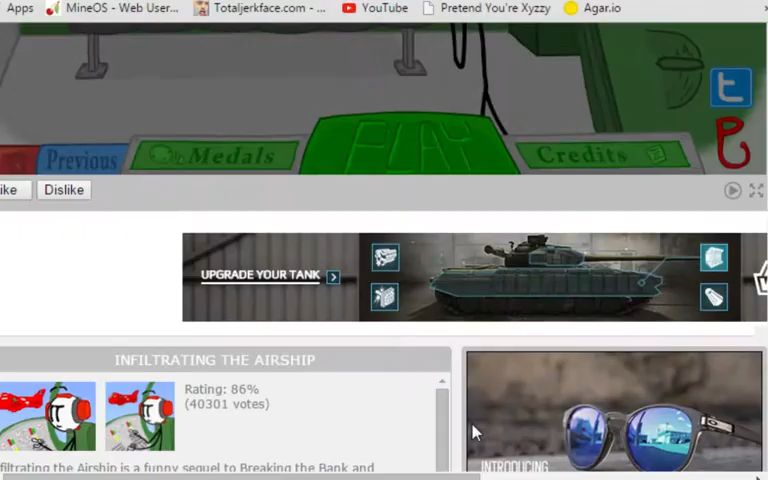 Apps MineOS - Web User... Totaljerkface.com - ... YouTube Pretend You're Xyzzy Agar.io
Previous Medals PLAY Credits
ike Dislike
UPGRADE YOUR TANK
INFILTRATING THE AIRSHIP
Rating: 86%
(40301 votes)
filtrating the Airship is a funny sequel to Breaking the Bank and
INTRODUCING